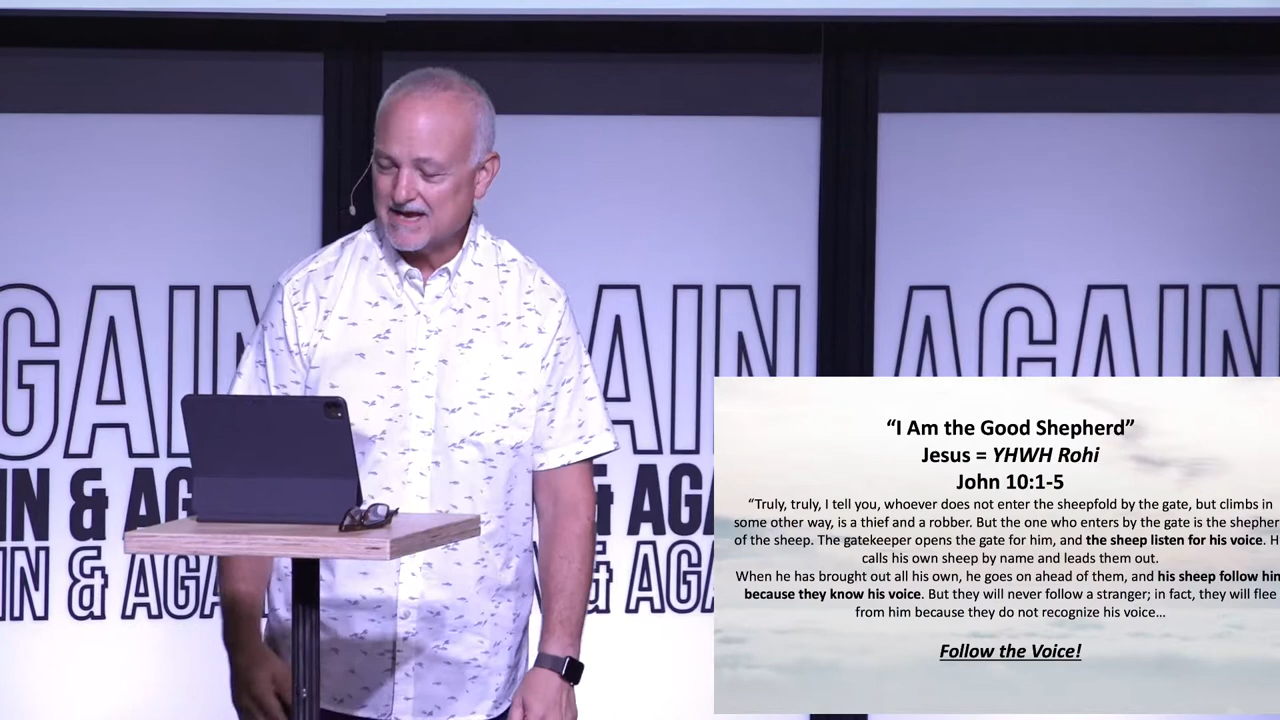 AGAIN
IN & AGA
IN & AGA
AIN
& AGA
& AGA
AGAIN
“I Am the Good Shepherd”
Jesus = YHWH Rohi
John 10:1-5
“Truly, truly, I tell you, whoever does not enter the sheepfold by the gate, but climbs in
some other way, is a thief and a robber. But the one who enters by the gate is the shepher
of the sheep. The gatekeeper opens the gate for him, and the sheep listen for his voice. H
calls his own sheep by name and leads them out.
When he has brought out all his own, he goes on ahead of them, and his sheep follow him
because they know his voice. But they will never follow a stranger; in fact, they will flee
from him because they do not recognize his voice…
Follow the Voice!